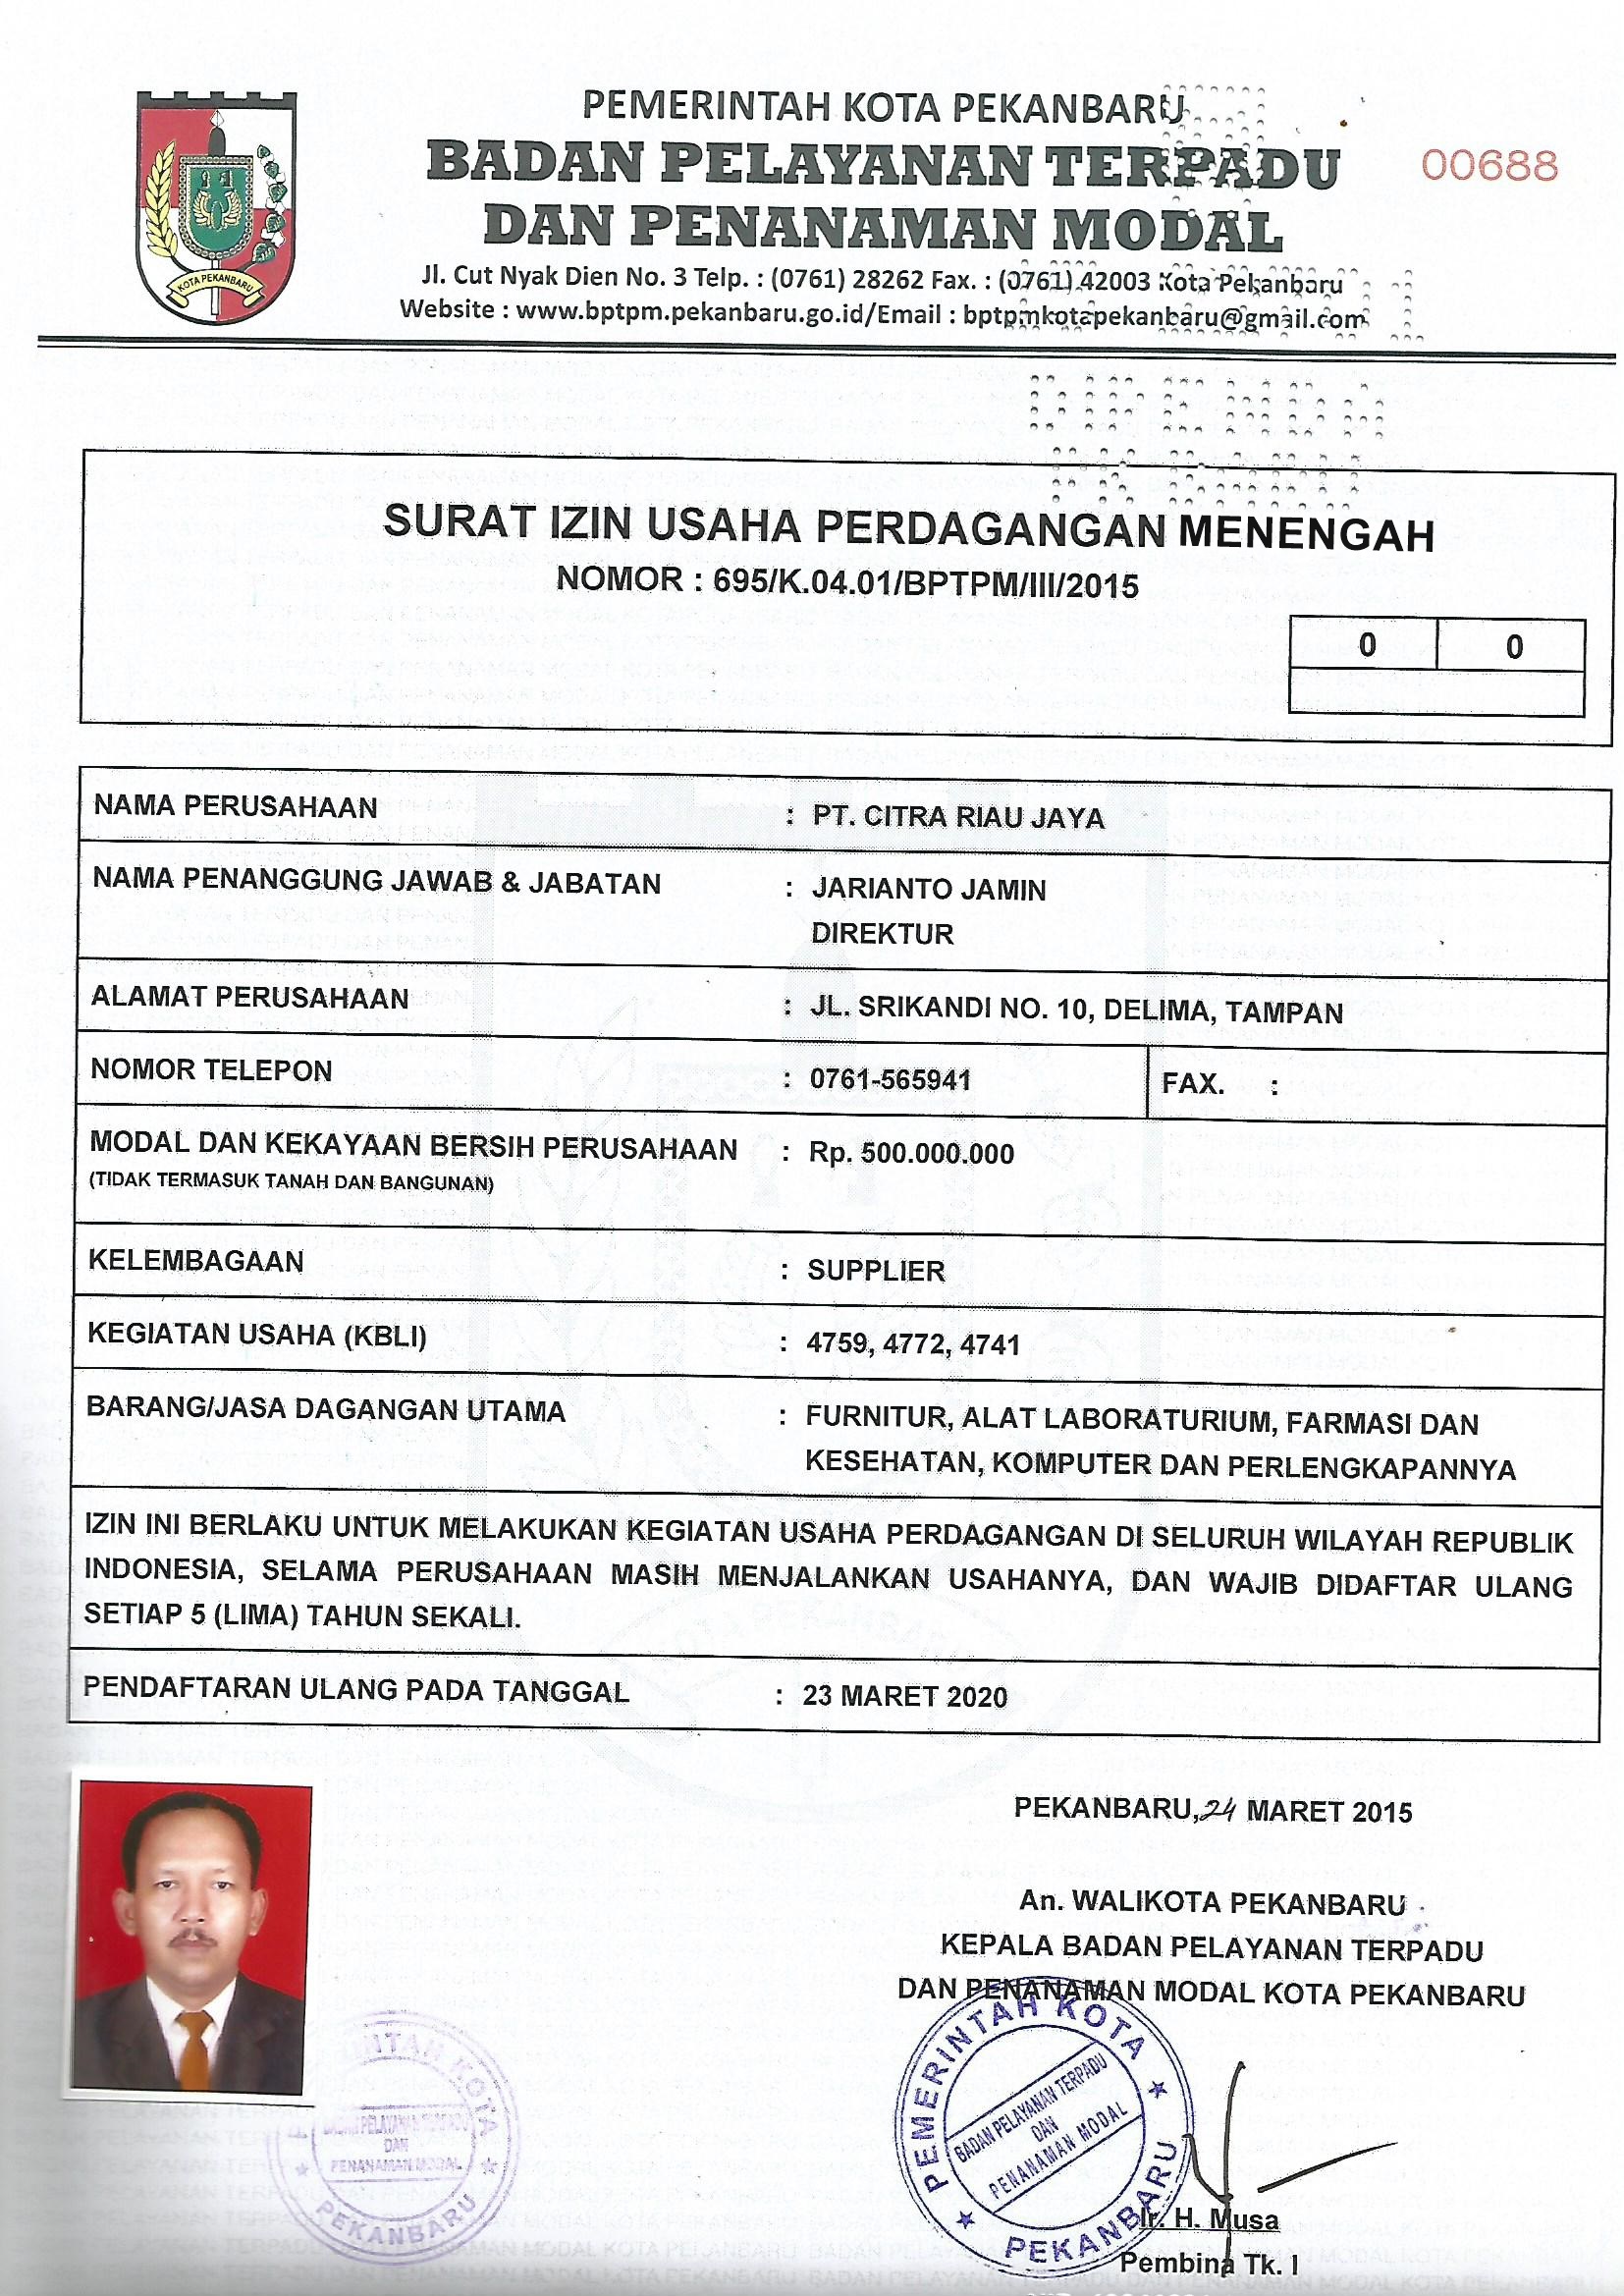 PEMERINTAH KOTA PEKANBARU
BADAN PELAYANAN TERPADU
DAN PENANAMAN MODAL
00688
Jl. Cut Nyak Dien No. 3 Telp. : (0761) 28262 Fax. : (0761) 42003 Kota Pekanbaru
Website : www.bptpm.pekanbaru.go.id/Email : bptpmkotapekanbaru@gmail.com
KOTA PEKANBARU
DIPENDA
SURAT IZIN USAHA PERDAGANGAN MENENGAH
NOMOR : 695/K.04.01/BPTPM/III/2015
0 0
NAMA PERUSAHAAN : PT. CITRA RIAU JAYA
NAMA PENANGGUNG JAWAB & JABATAN : JARIANTO JAMIN
DIREKTUR
ALAMAT PERUSAHAAN : JL. SRIKANDI NO. 10, DELIMA, TAMPAN
NOMOR TELEPON : 0761-565941 FAX. :
MODAL DAN KEKAYAAN BERSIH PERUSAHAAN : Rp. 500.000.000
(TIDAK TERMASUK TANAH DAN BANGUNAN)
KELEMBAGAAN : SUPPLIER
KEGIATAN USAHA (KBLI) : 4759, 4772, 4741
BARANG/JASA DAGANGAN UTAMA : FURNITUR, ALAT LABORATURIUM, FARMASI DAN
KESEHATAN, KOMPUTER DAN PERLENGKAPANNYA
IZIN INI BERLAKU UNTUK MELAKUKAN KEGIATAN USAHA PERDAGANGAN DI SELURUH WILAYAH REPUBLIK
INDONESIA, SELAMA PERUSAHAAN MASIH MENJALANKAN USAHANYA, DAN WAJIB DIDAFTAR ULANG
SETIAP 5 (LIMA) TAHUN SEKALI.
PENDAFTARAN ULANG PADA TANGGAL : 23 MARET 2020
PEKANBARU, 24 MARET 2015
An. WALIKOTA PEKANBARU
KEPALA BADAN PELAYANAN TERPADU
DAN PENANAMAN MODAL KOTA PEKANBARU
PEMERINTAH KOTA
BADAN PELAYANAN TERPADU
DAN
PENANAMAN MODAL
PEKANBARU
KOTA
DAN
PENANAMAN MODAL
PEKANBARU
Ir. H. Musa
Pembina Tk. I